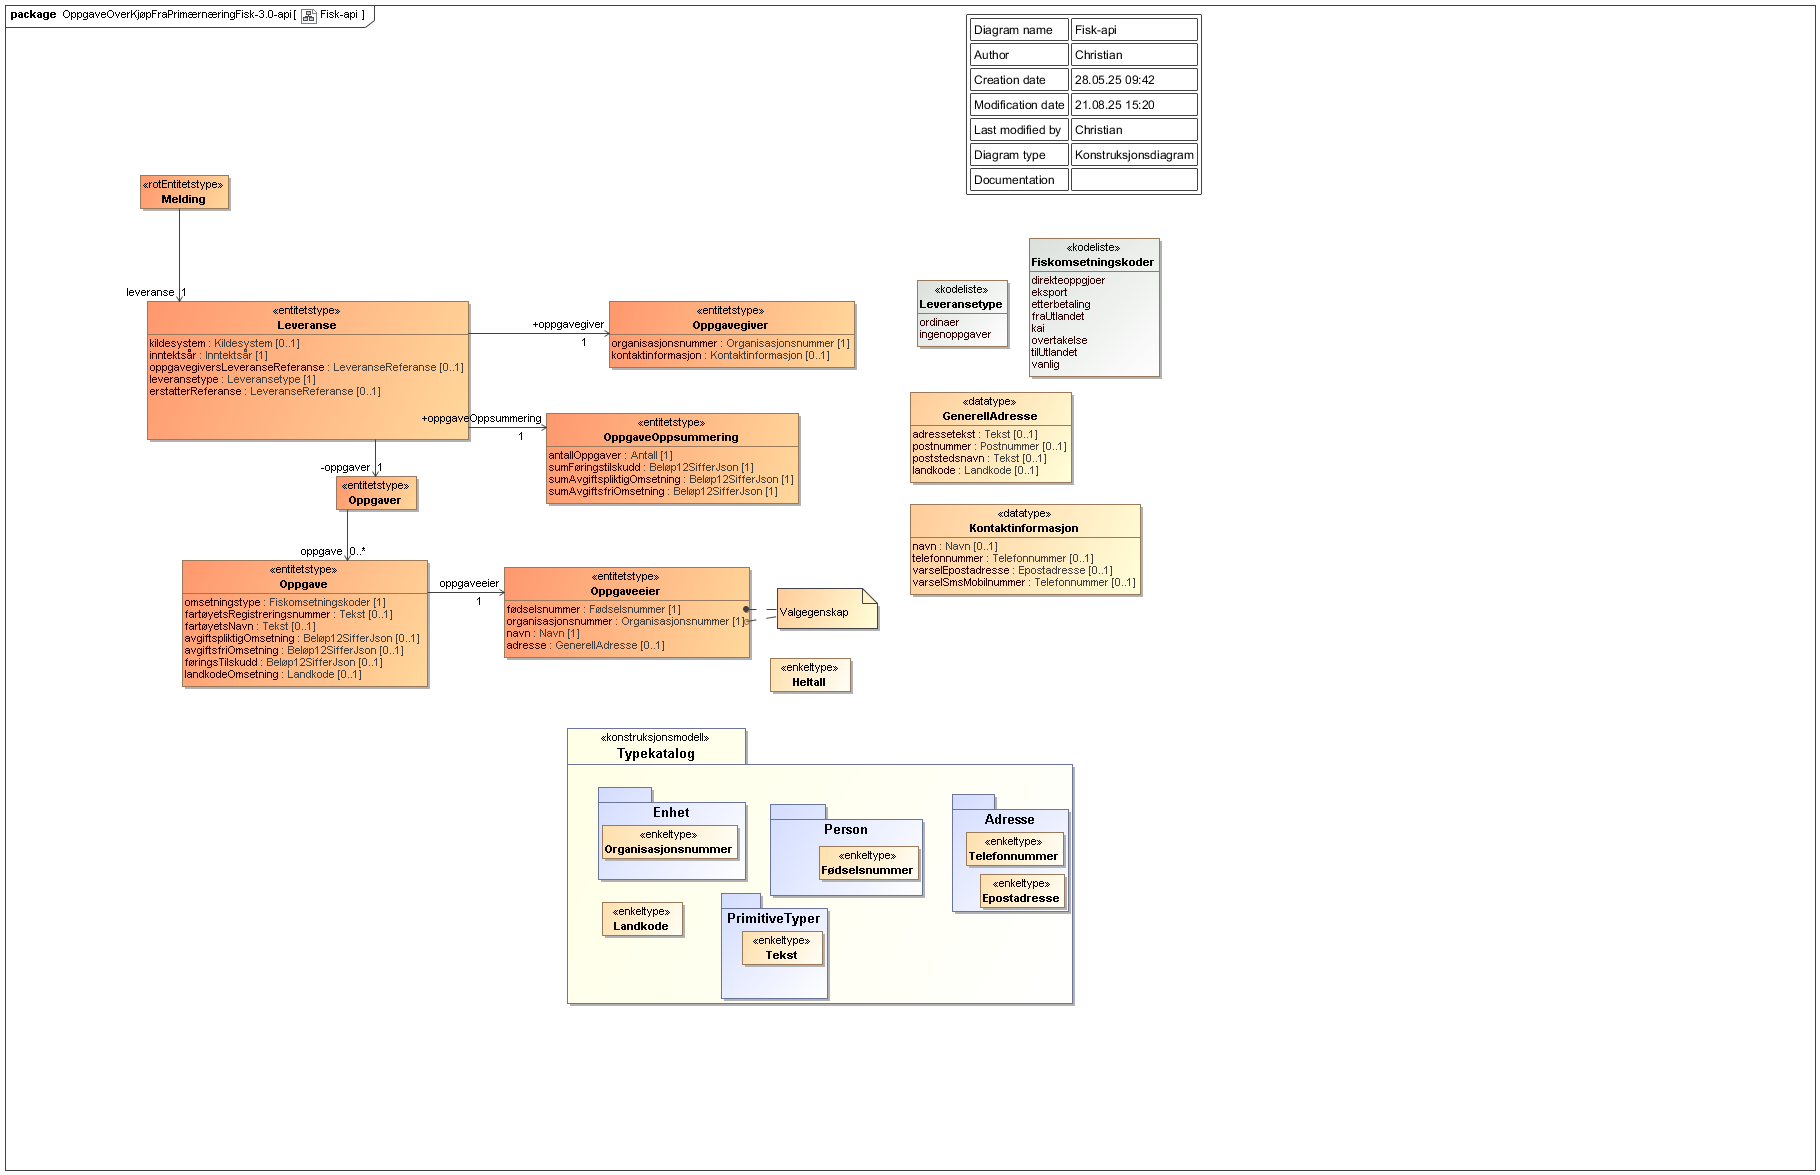 package OppgaveOverKjøpFraPrimærnæringFisk-3.0-api[ Fisk-api ]
Diagram name Fisk-api
Author Christian
Creation date 28.05.25 09:42
Modification date 21.08.25 15:20
Last modified by Christian
Diagram type Konstruksjonsdiagram
Documentation
«rotEntitetstype»
Melding
leveranse 1
«entitetstype»
Leveranse
kildesystem : Kildesystem [0..1]
inntektsår : Inntektsår [1]
oppgavegiversLeveranseReferanse : LeveranseReferanse [0..1]
leveransetype : Leveransetype [1]
erstatterReferanse : LeveranseReferanse [0..1]
+oppgavegiver
1
«entitetstype»
Oppgavegiver
organisasjonsnummer : Organisasjonsnummer [1]
kontaktinformasjon : Kontaktinformasjon [0..1]
+oppgaveOppsummering
1
«entitetstype»
OppgaveOppsummering
antallOppgaver : Antall [1]
sumFøringstilskudd : Beløp12SifferJson [1]
sumAvgiftspliktigOmsetning : Beløp12SifferJson [1]
sumAvgiftsfriOmsetning : Beløp12SifferJson [1]
-oppgaver 1
«entitetstype»
Oppgaver
oppgave 0..*
«entitetstype»
Oppgave
omsetningstype : Fiskomsetningskoder [1]
fartøyetsRegistreringsnummer : Tekst [0..1]
fartøyetsNavn : Tekst [0..1]
avgiftspliktigOmsetning : Beløp12SifferJson [0..1]
avgiftsfriOmsetning : Beløp12SifferJson [0..1]
føringsTilskudd : Beløp12SifferJson [0..1]
landkodeOmsetning : Landkode [0..1]
oppgaveeier
1
«entitetstype»
Oppgaveeier
fødselsnummer : Fødselsnummer [1]
organisasjonsnummer : Organisasjonsnummer [1]
navn : Navn [1]
adresse : GenerellAdresse [0..1]
Valgegenskap
«enkeltype»
Heltall
«kodeliste»
Leveransetype
ordinaer
ingenoppgaver
«kodeliste»
Fiskomsetningskoder
direkteoppgjoer
eksport
etterbetaling
fraUtlandet
kai
overtakelse
tilUtlandet
vanlig
«datatype»
GenerellAdresse
adressetekst : Tekst [0..1]
postnummer : Postnummer [0..1]
poststedsnavn : Tekst [0..1]
landkode : Landkode [0..1]
«datatype»
Kontaktinformasjon
navn : Navn [0..1]
telefonnummer : Telefonnummer [0..1]
varselEpostadresse : Epostadresse [0..1]
varselSmsMobilnummer : Telefonnummer [0..1]
«konstruksjonsmodell»
Typekatalog
Enhet
«enkeltype»
Organisasjonsnummer
Person
«enkeltype»
Fødselsnummer
Adresse
«enkeltype»
Telefonnummer
«enkeltype»
Epostadresse
«enkeltype»
Landkode
PrimitiveTyper
«enkeltype»
Tekst